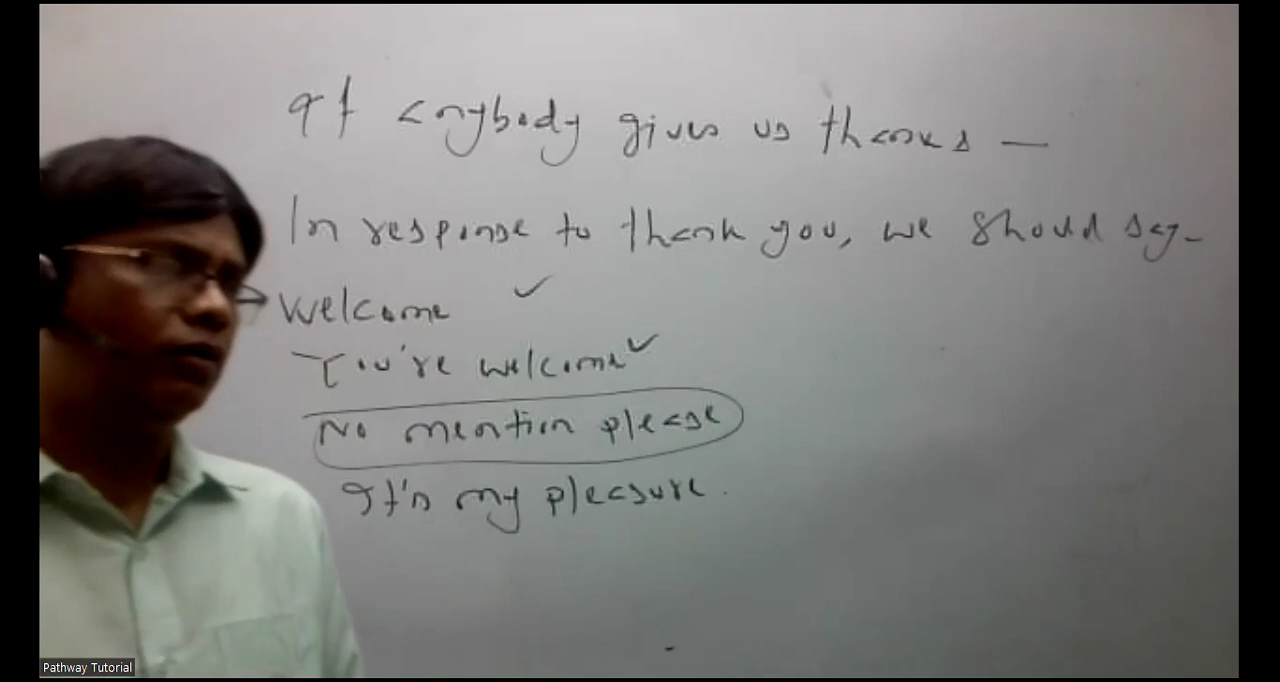 If anybody gives us thanks —
In response to thank you, we should say -
→ Welcome ✓
You're welcome ✓
No mention please
It's my pleasure.
Pathway Tutorial